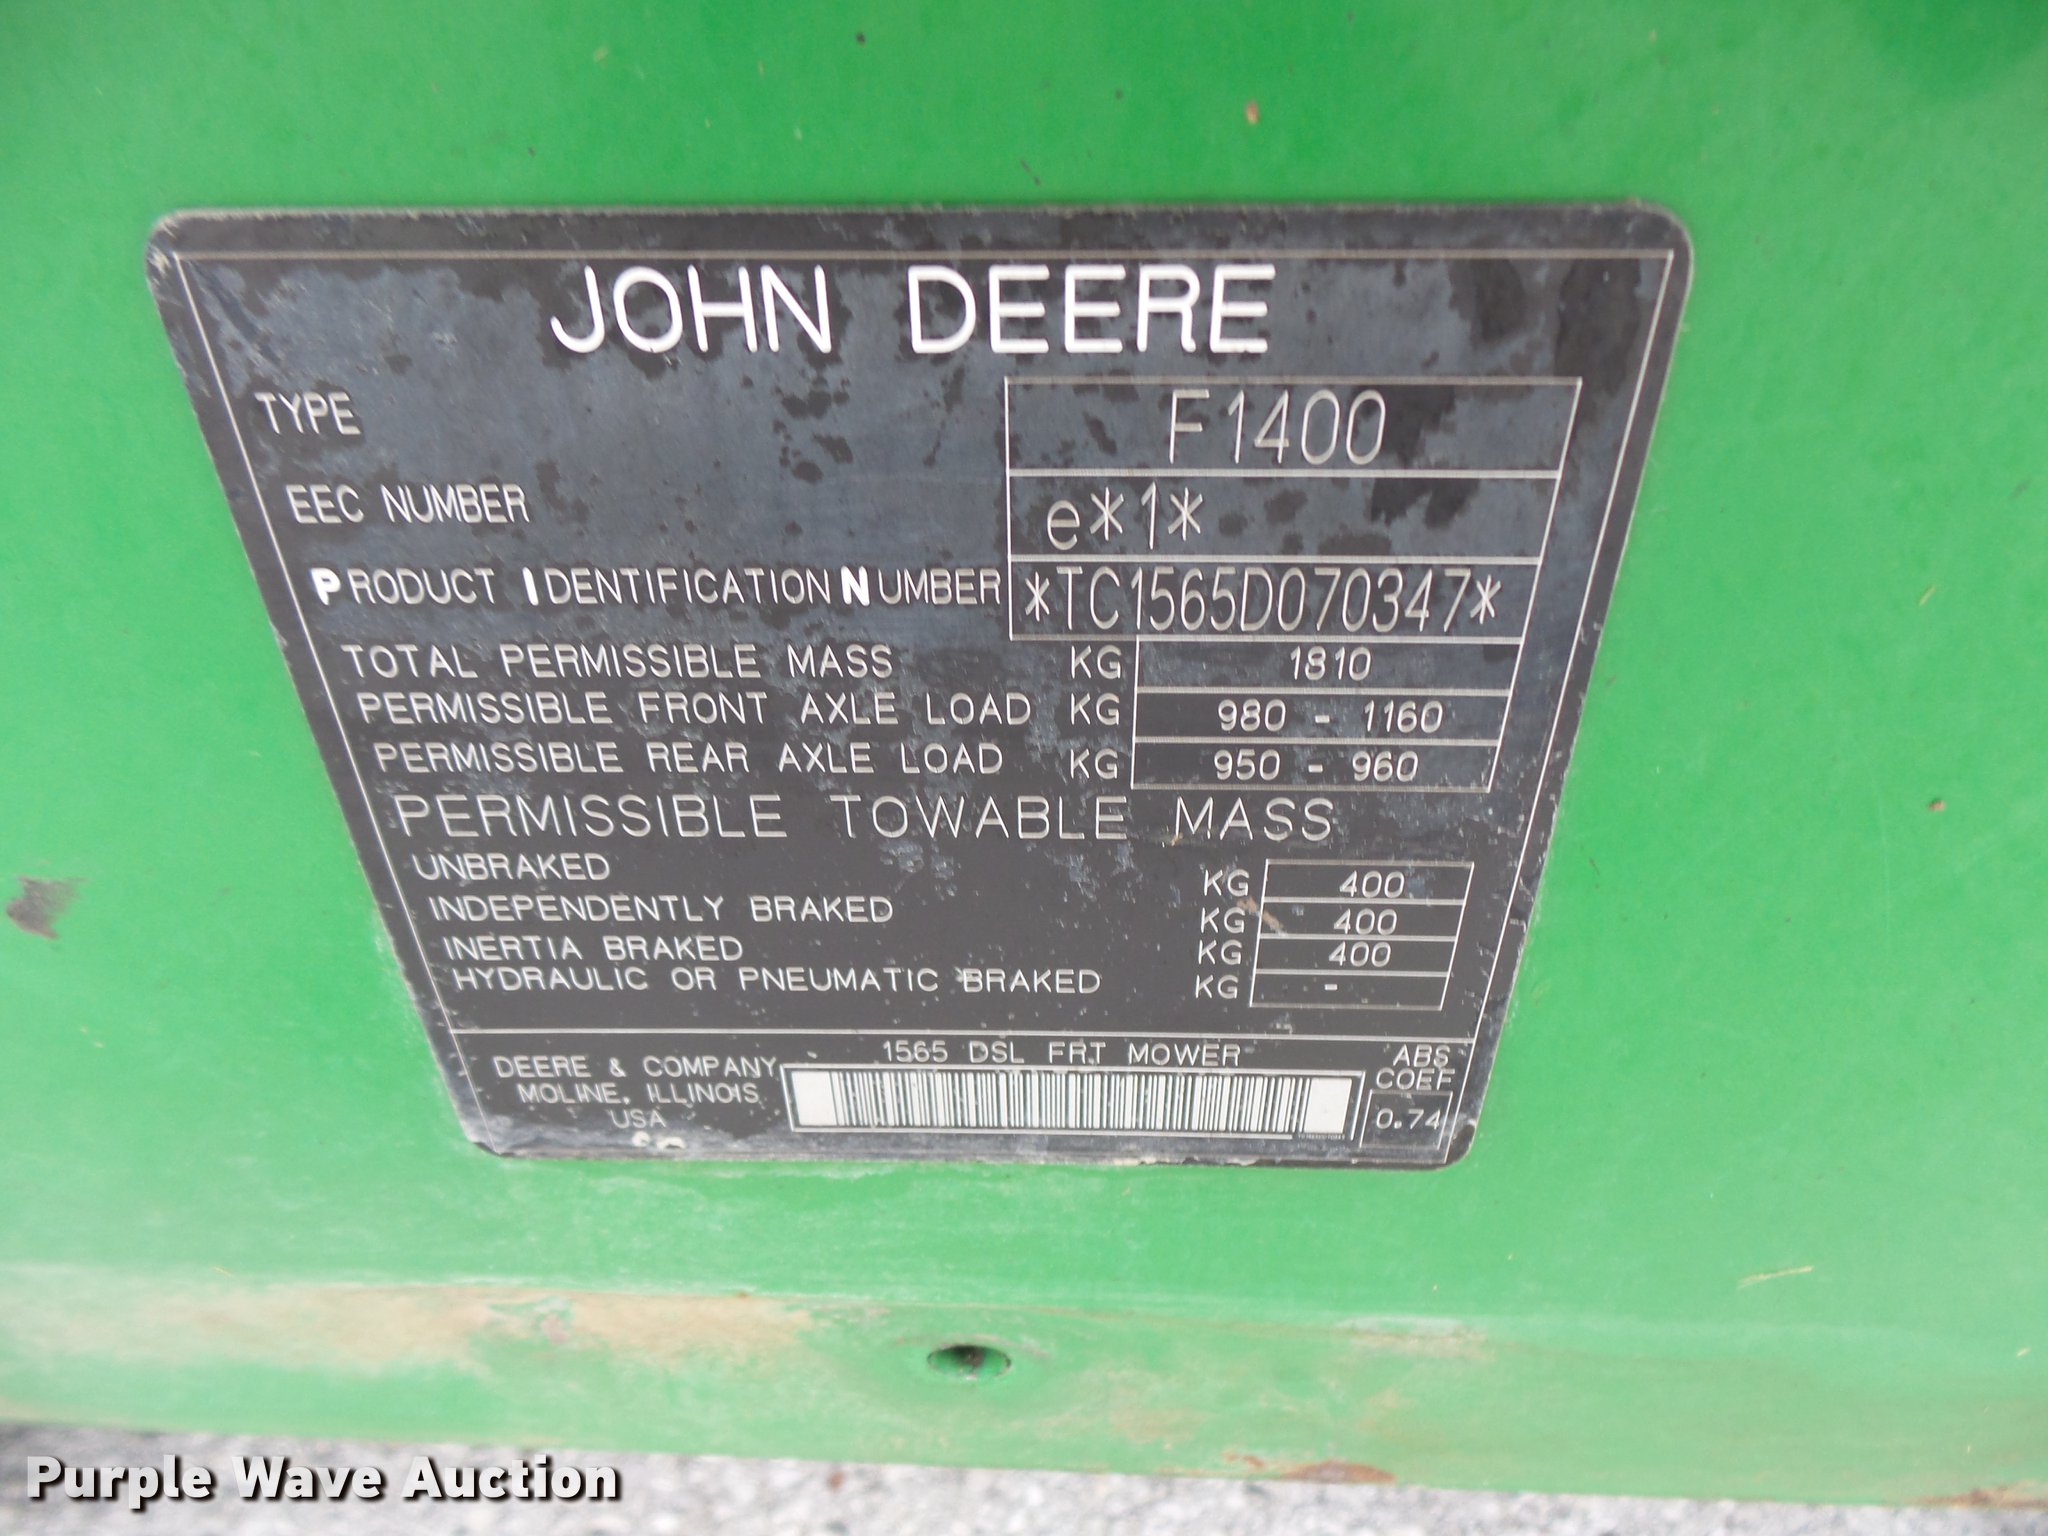 JOHN DEERE
TYPE F1400
EEC NUMBER e*1*
PRODUCT IDENTIFICATION NUMBER *TC1565D070347*
TOTAL PERMISSIBLE MASS KG 1810
PERMISSIBLE FRONT AXLE LOAD KG 980 - 1160
PERMISSIBLE REAR AXLE LOAD KG 950 - 960
PERMISSIBLE TOWABLE MASS
UNBRAKED KG 400
INDEPENDENTLY BRAKED KG 400
INERTIA BRAKED KG 400
HYDRAULIC OR PNEUMATIC BRAKED KG -
DEERE & COMPANY
MOLINE, ILLINOIS
USA
1565 DSL FRT MOWER
ABS
COEF
0.74
Purple Wave Auction